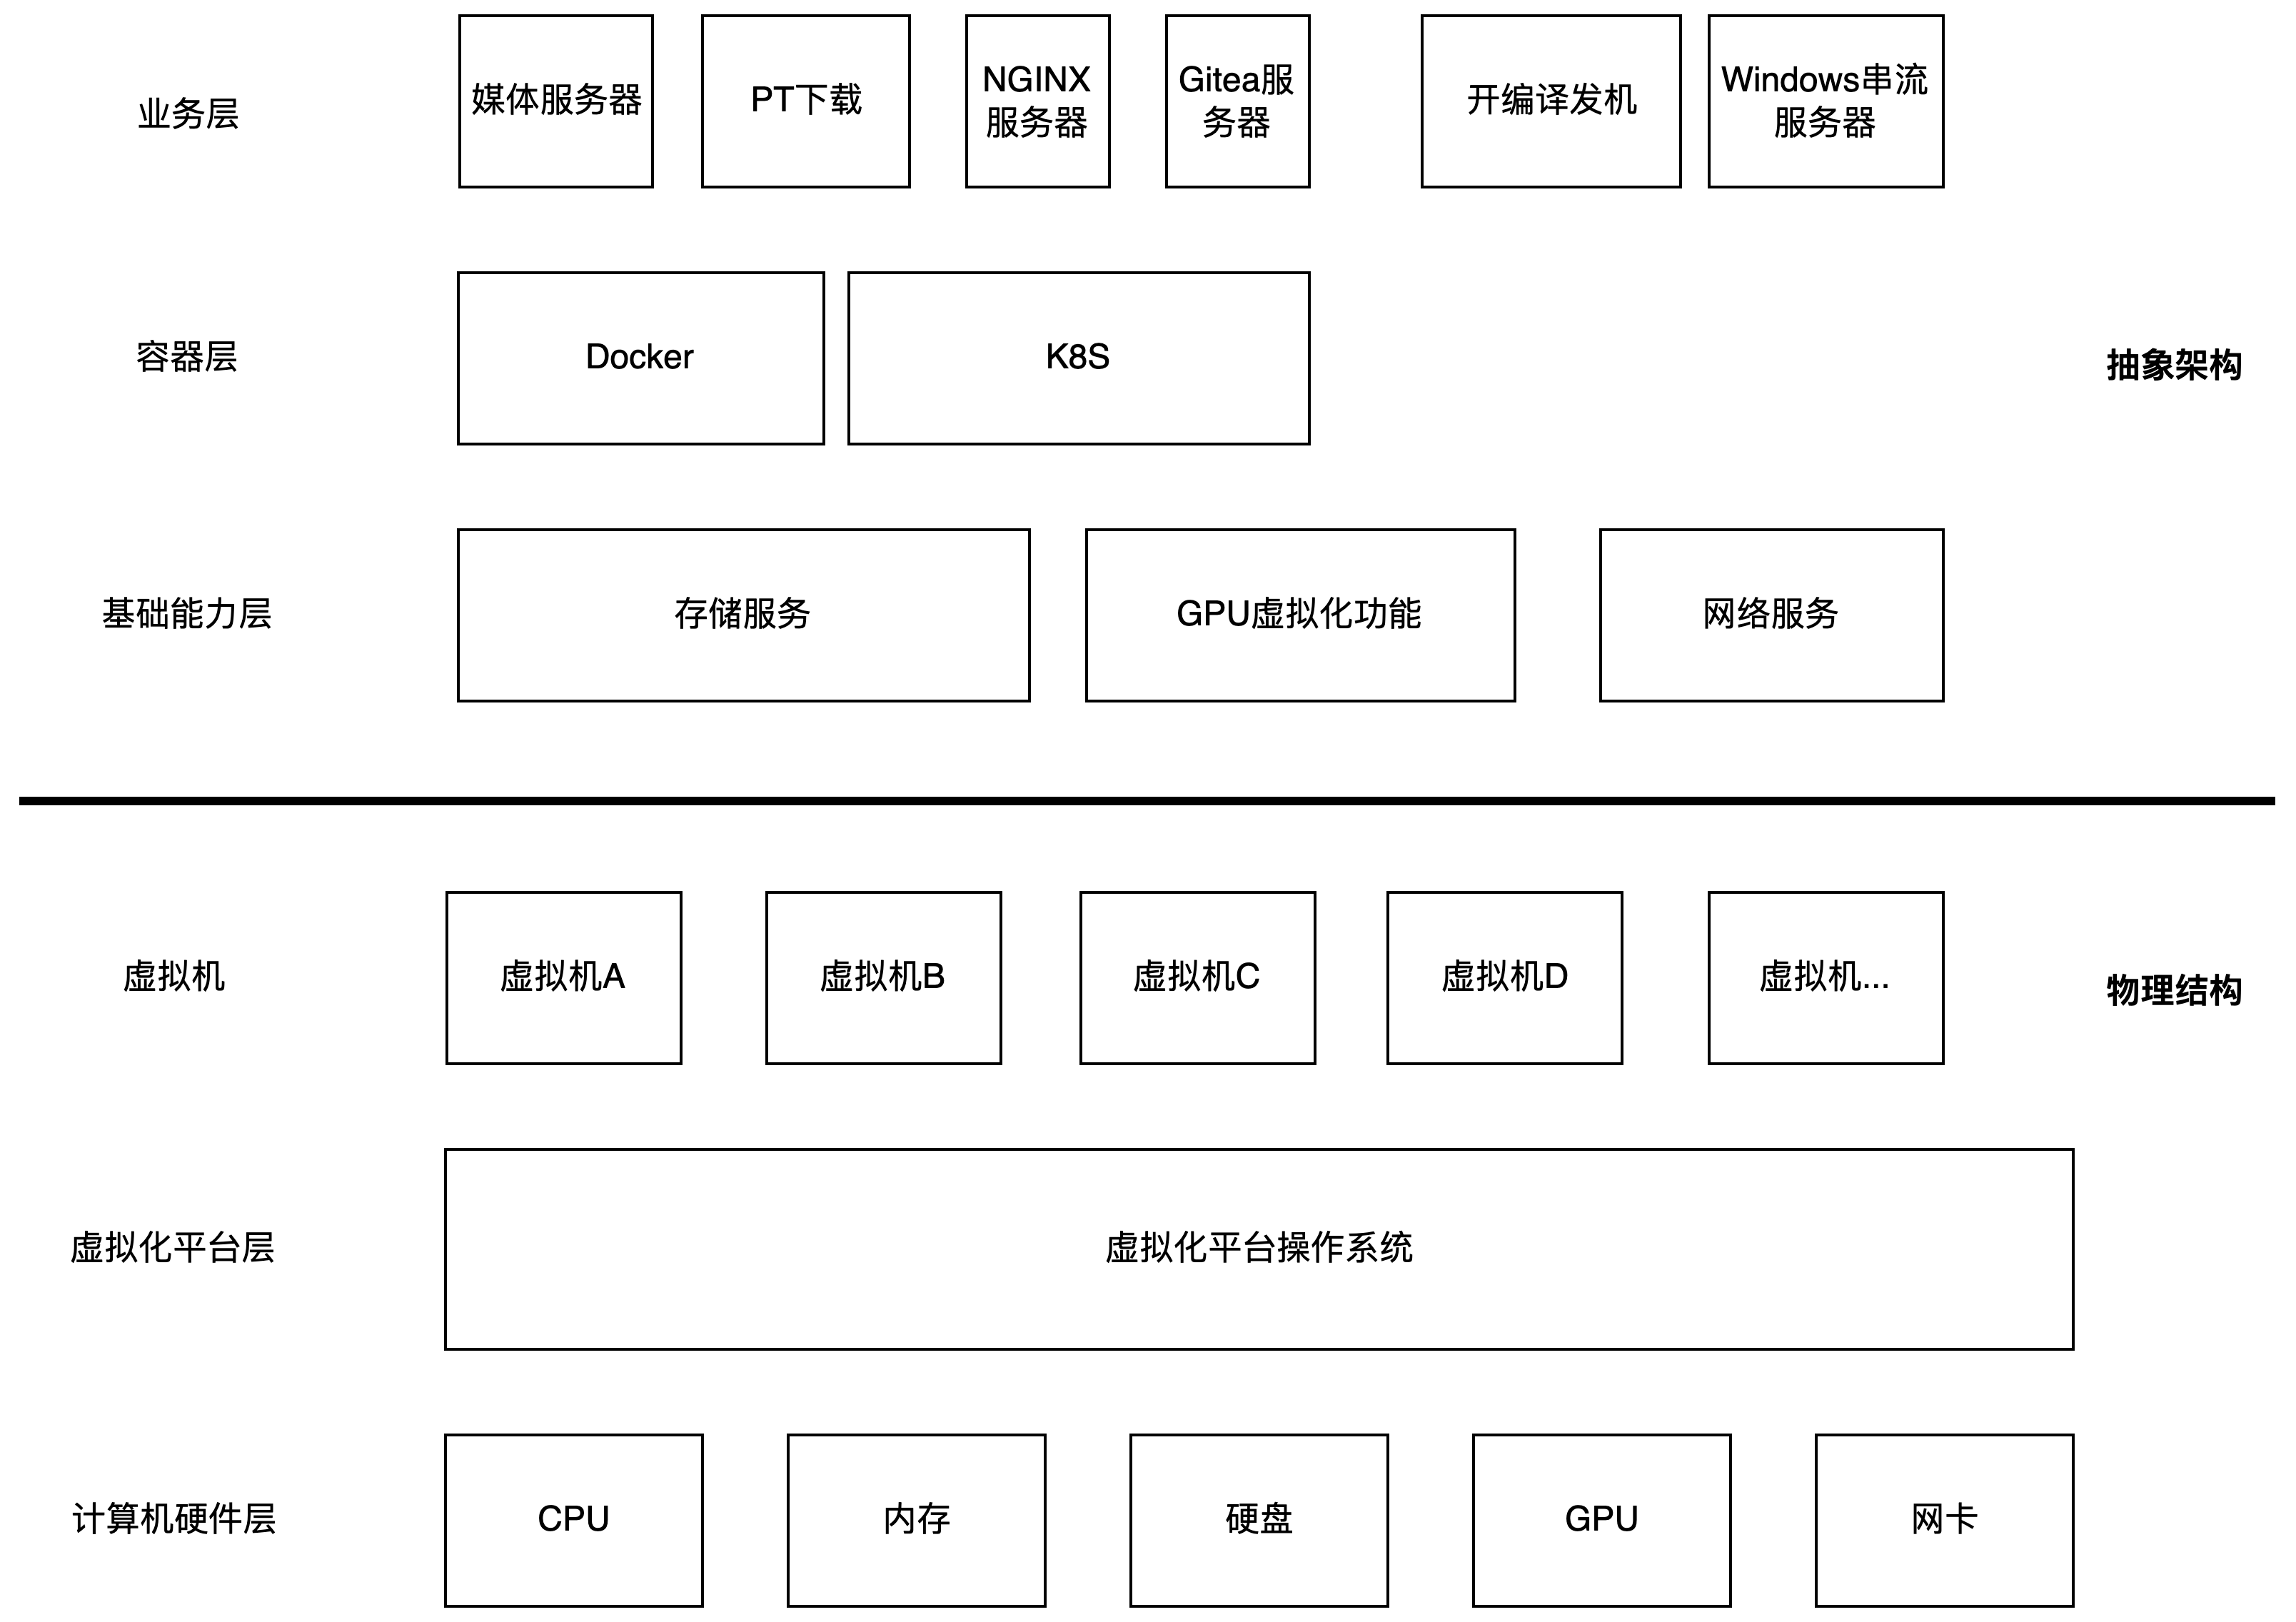 业务层
媒体服务器
PT下载
NGINX
服务器
Gitea服
务器
开编译发机
Windows串流
服务器
容器层
Docker
K8S
抽象架构
基础能力层
存储服务
GPU虚拟化功能
网络服务
虚拟机
虚拟机A
虚拟机B
虚拟机C
虚拟机D
虚拟机...
物理结构
虚拟化平台层
虚拟化平台操作系统
计算机硬件层
CPU
内存
硬盘
GPU
网卡